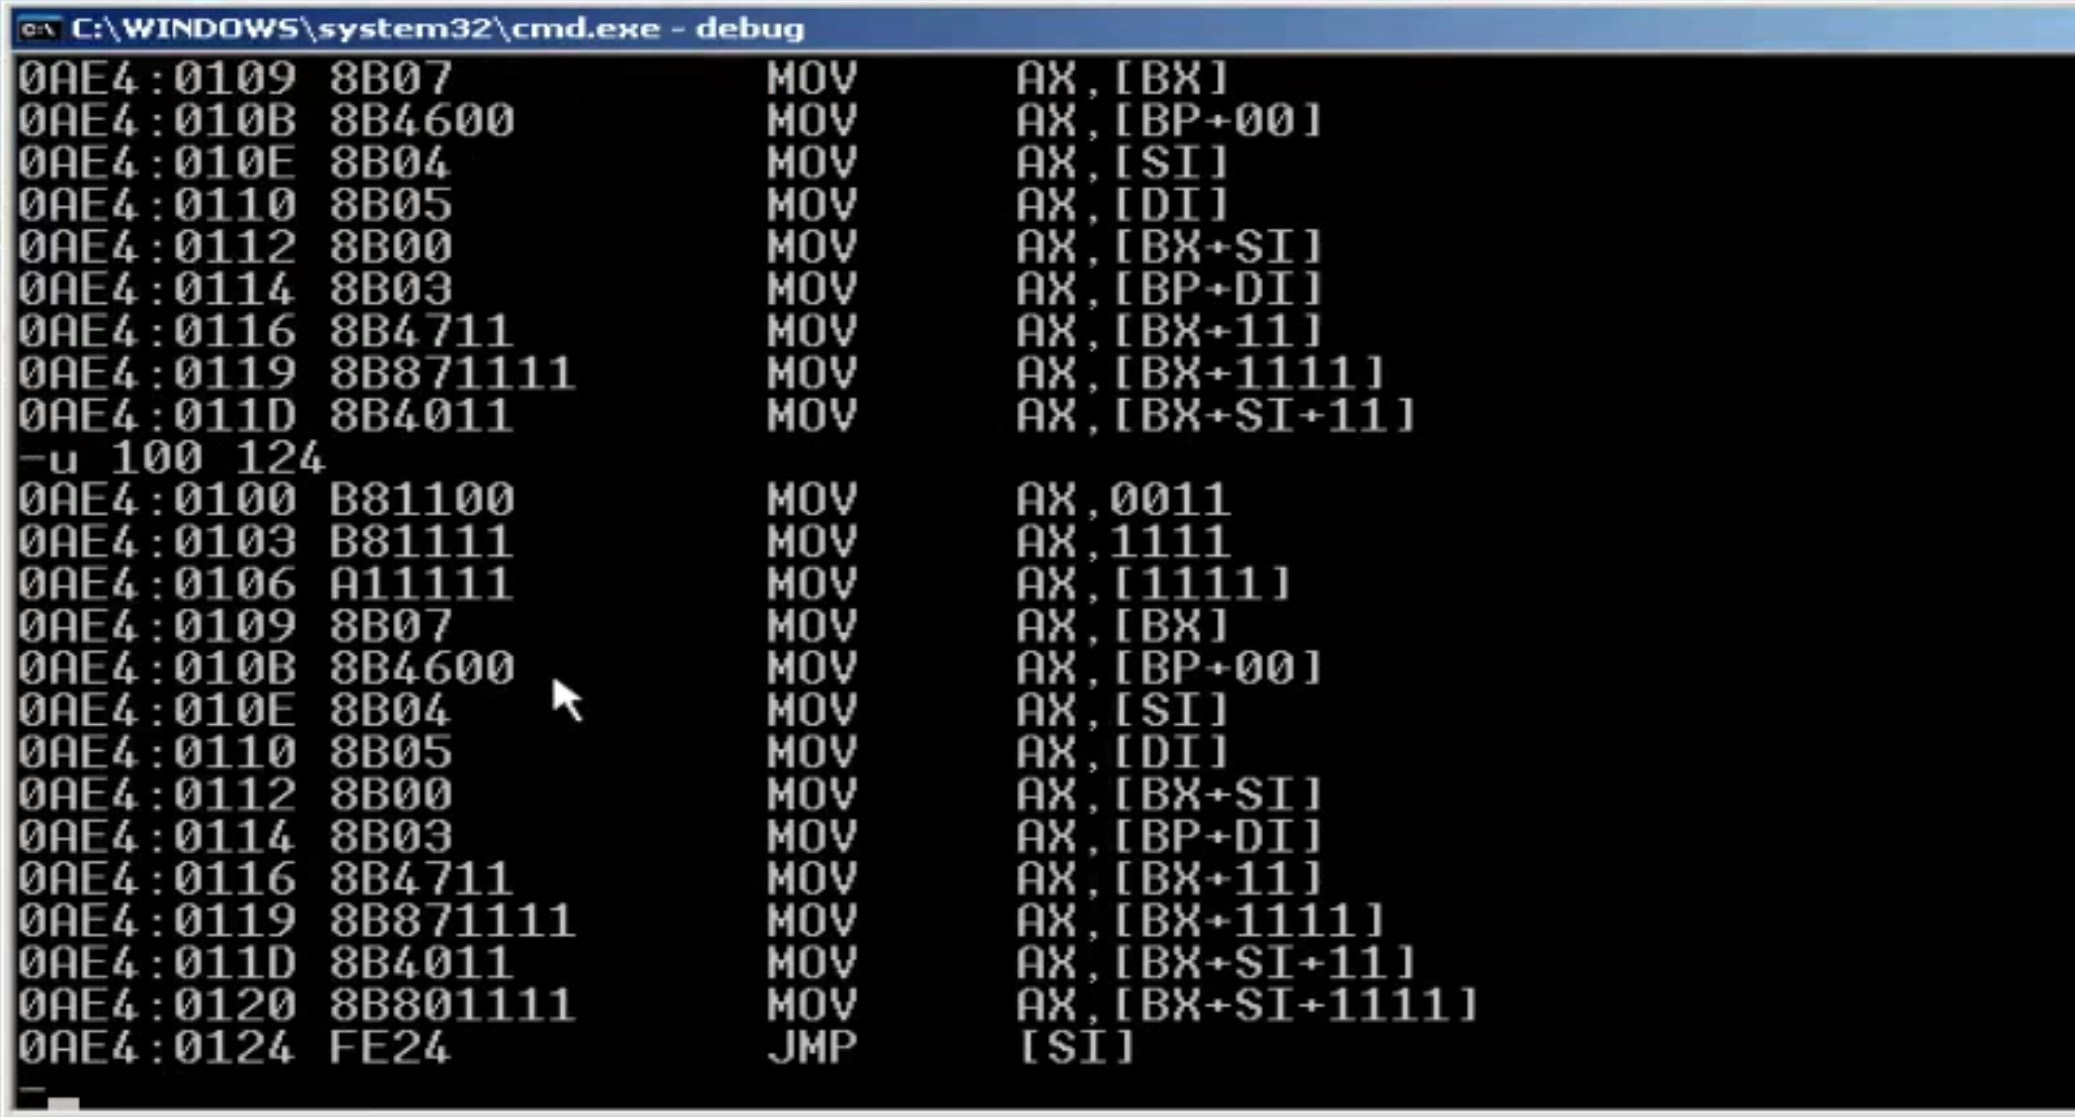 C:\WINDOWS\system32\cmd.exe - debug
0AE4:0109 8B07 MOV AX,[BX]
0AE4:010B 8B4600 MOV AX,[BP+00]
0AE4:010E 8B04 MOV AX,[SI]
0AE4:0110 8B05 MOV AX,[DI]
0AE4:0112 8B00 MOV AX,[BX+SI]
0AE4:0114 8B03 MOV AX,[BP+DI]
0AE4:0116 8B4711 MOV AX,[BX+11]
0AE4:0119 8B871111 MOV AX,[BX+1111]
0AE4:011D 8B4011 MOV AX,[BX+SI+11]
-u 100 124
0AE4:0100 B81100 MOV AX,0011
0AE4:0103 B81111 MOV AX,1111
0AE4:0106 A11111 MOV AX,[1111]
0AE4:0109 8B07 MOV AX,[BX]
0AE4:010B 8B4600 MOV AX,[BP+00]
0AE4:010E 8B04 MOV AX,[SI]
0AE4:0110 8B05 MOV AX,[DI]
0AE4:0112 8B00 MOV AX,[BX+SI]
0AE4:0114 8B03 MOV AX,[BP+DI]
0AE4:0116 8B4711 MOV AX,[BX+11]
0AE4:0119 8B871111 MOV AX,[BX+1111]
0AE4:011D 8B4011 MOV AX,[BX+SI+11]
0AE4:0120 8B801111 MOV AX,[BX+SI+1111]
0AE4:0124 FE24 JMP [SI]
-